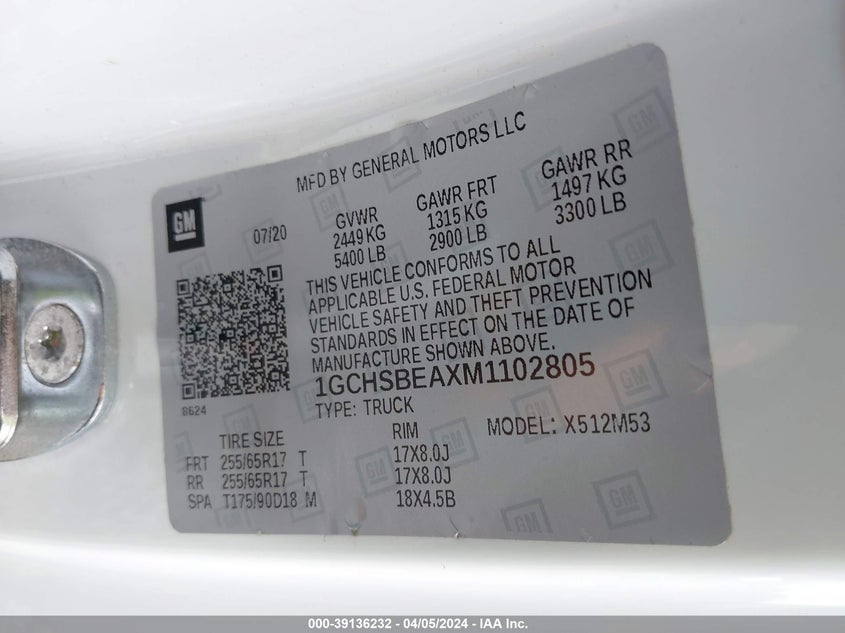 MFD BY GENERAL MOTORS LLC
GM
07/20
GVWR GAWR FRT GAWR RR
2449 KG 1315 KG 1497 KG
5400 LB 2900 LB 3300 LB
THIS VEHICLE CONFORMS TO ALL
APPLICABLE U.S. FEDERAL MOTOR
VEHICLE SAFETY AND THEFT PREVENTION
STANDARDS IN EFFECT ON THE DATE OF
MANUFACTURE SHOWN ABOVE.
1GCHSBEAXM1102805
8624
TYPE: TRUCK
MODEL: X512M53
TIRE SIZE RIM
FRT 255/65R17 T 17X8.0J
RR 255/65R17 T 17X8.0J
SPA T175/90D18 M 18X4.5B
000-39136232 - 04/05/2024 - IAA Inc.